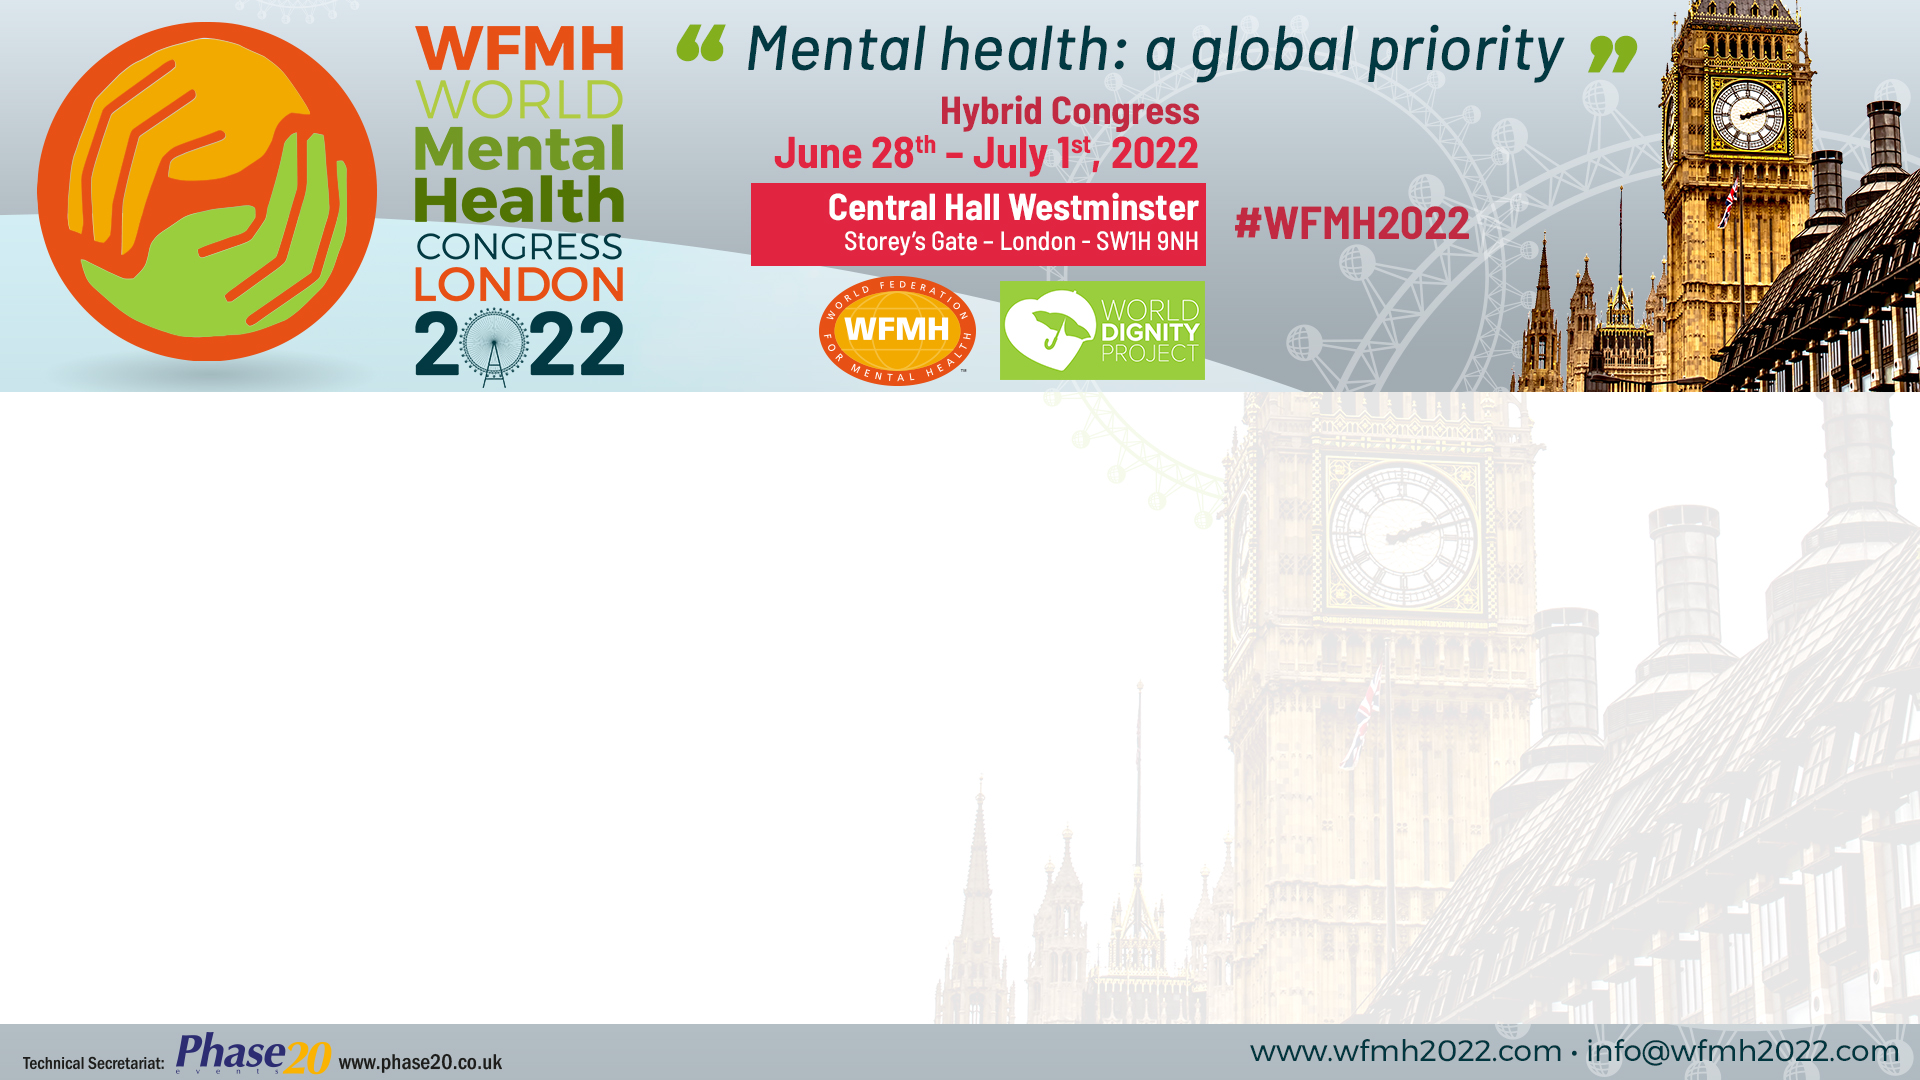 WFMH
WORLD
Mental
Health
CONGRESS
LONDON
2022
“ Mental health: a global priority ”
Hybrid Congress
June 28th – July 1st, 2022
Central Hall Westminster
Storey’s Gate – London - SW1H 9NH
#WFMH2022
WORLD FEDERATION
WFMH
FOR MENTAL HEALTH
™
WORLD
DIGNITY
PROJECT
Technical Secretariat:
Phase20
events
www.phase20.co.uk
www.wfmh2022.com • info@wfmh2022.com